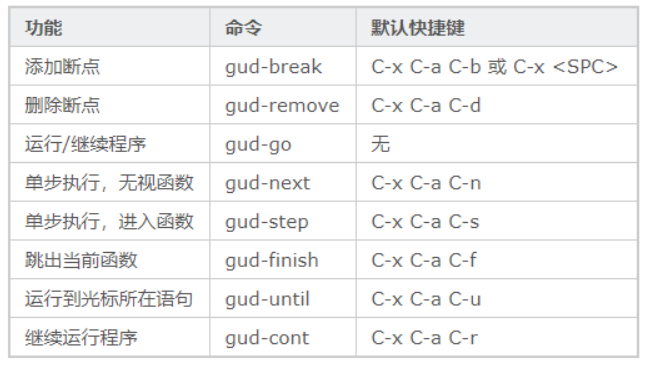 功能 命令 默认快捷键
添加断点 gud-break C-x C-a C-b 或 C-x <SPC>
删除断点 gud-remove C-x C-a C-d
运行/继续程序 gud-go 无
单步执行，无视函数 gud-next C-x C-a C-n
单步执行，进入函数 gud-step C-x C-a C-s
跳出当前函数 gud-finish C-x C-a C-f
运行到光标所在语句 gud-until C-x C-a C-u
继续运行程序 gud-cont C-x C-a C-r